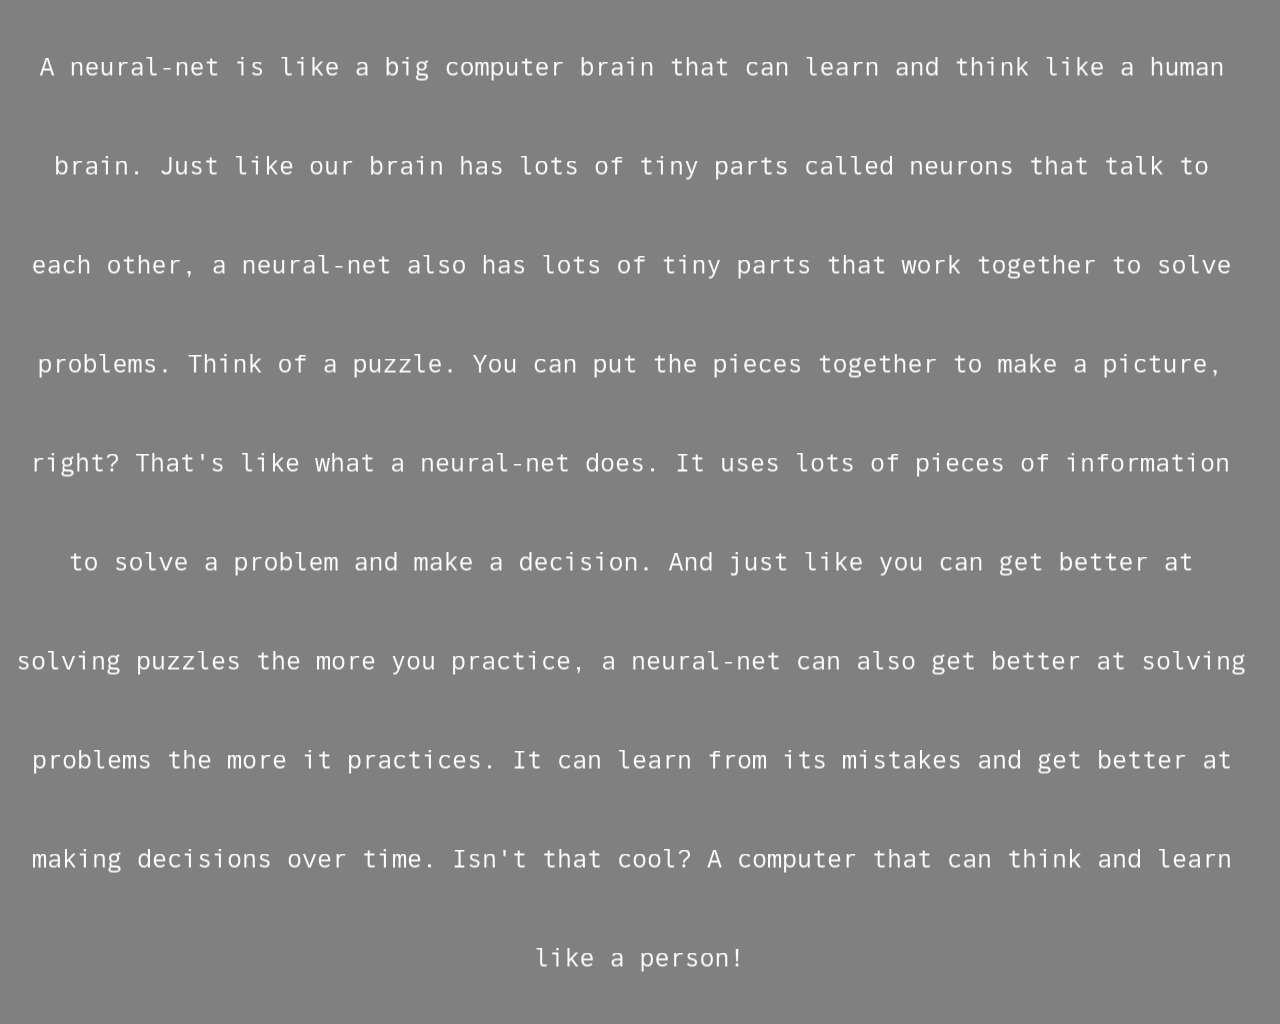 A neural-net is like a big computer brain that can learn and think like a human
brain. Just like our brain has lots of tiny parts called neurons that talk to
each other, a neural-net also has lots of tiny parts that work together to solve
problems. Think of a puzzle. You can put the pieces together to make a picture,
right? That's like what a neural-net does. It uses lots of pieces of information
to solve a problem and make a decision. And just like you can get better at
solving puzzles the more you practice, a neural-net can also get better at solving
problems the more it practices. It can learn from its mistakes and get better at
making decisions over time. Isn't that cool? A computer that can think and learn
like a person!